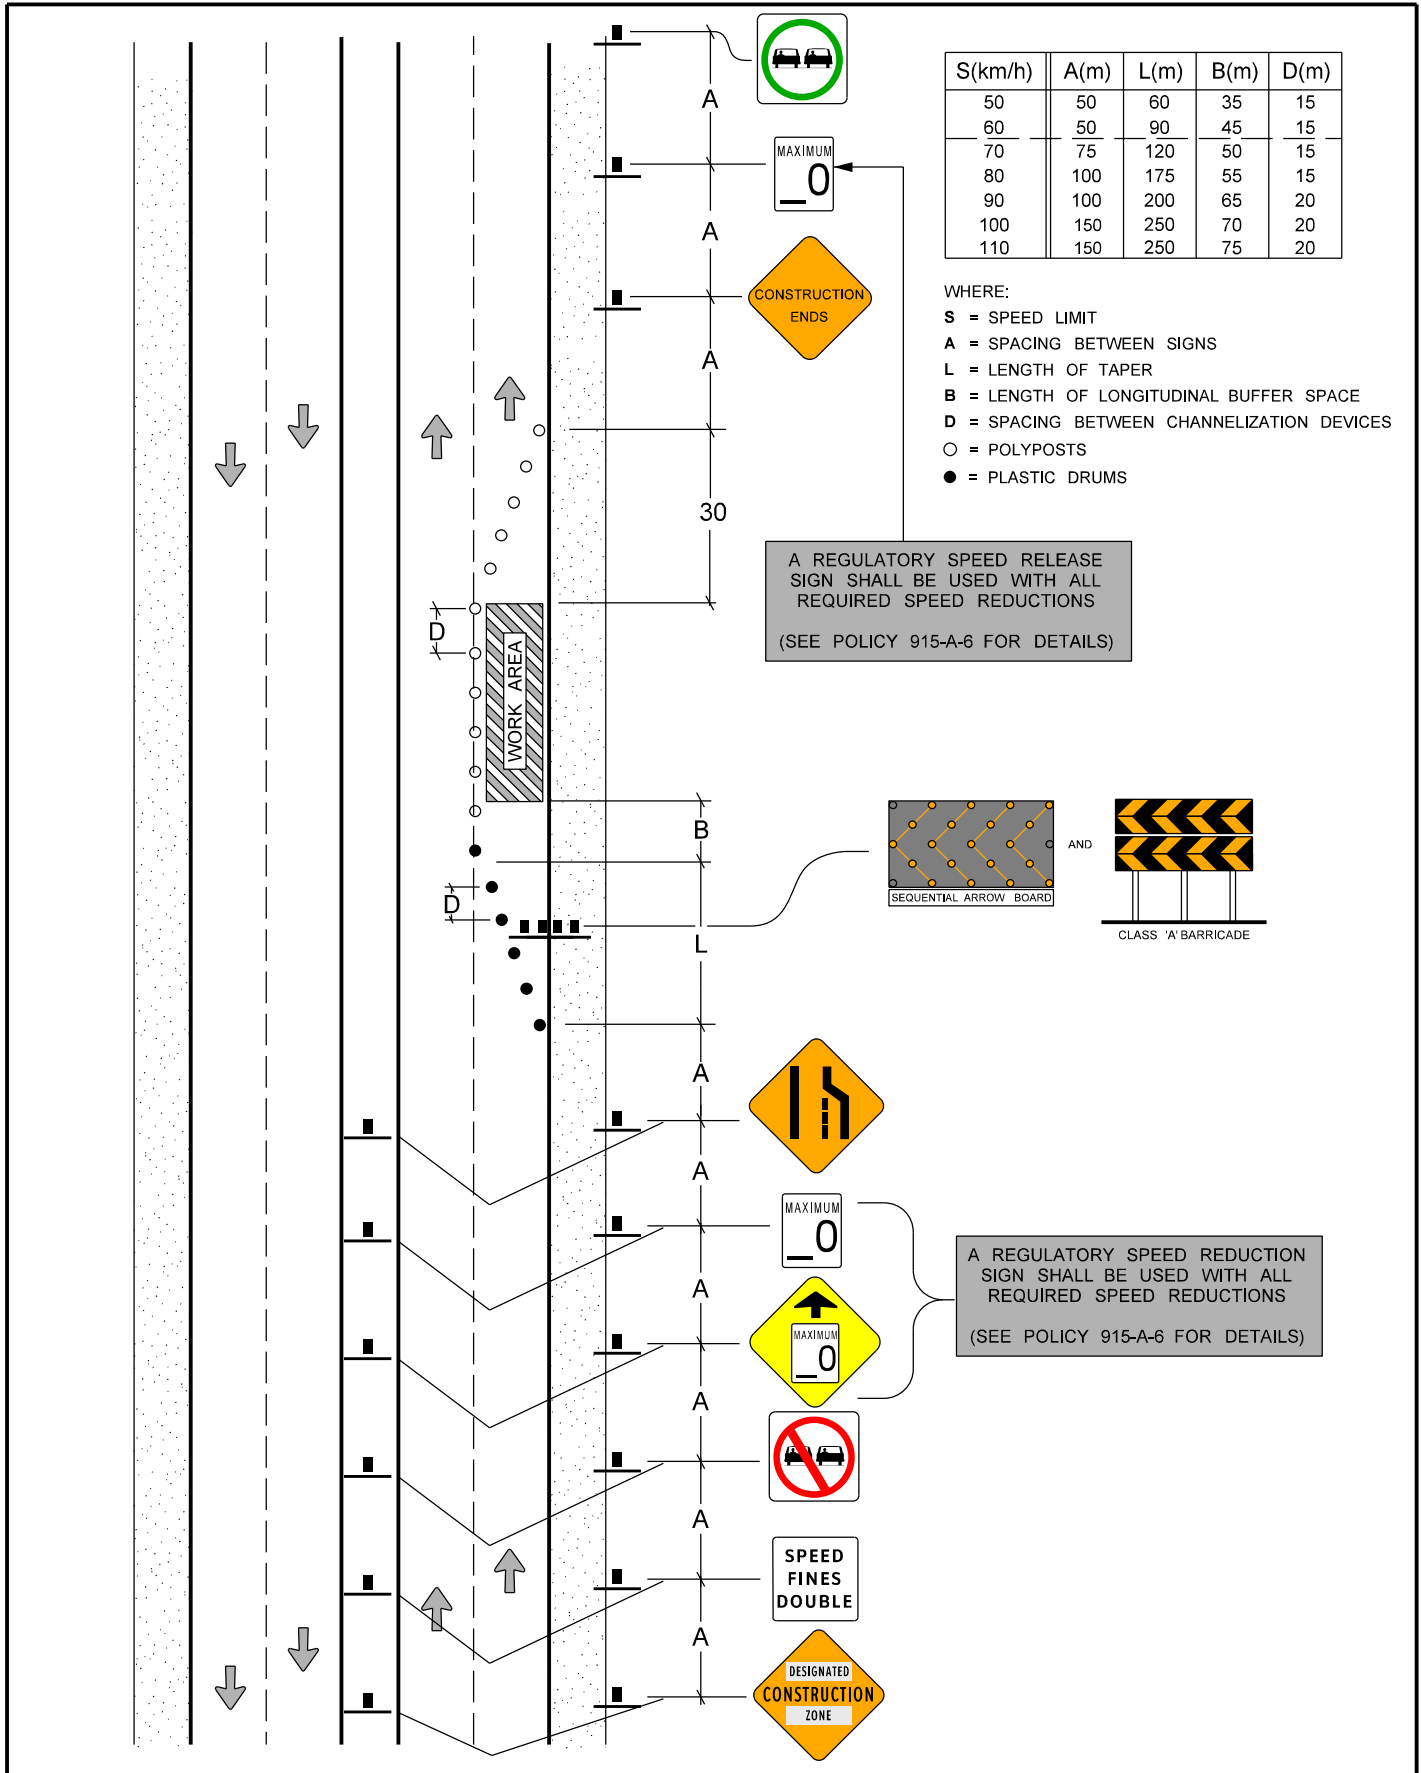 S(km/h) A(m) L(m) B(m) D(m)
50 50 60 35 15
60 50 90 45 15
70 75 120 50 15
80 100 175 55 15
90 100 200 65 20
100 150 250 70 20
110 150 250 75 20
WHERE:
S = SPEED LIMIT
A = SPACING BETWEEN SIGNS
L = LENGTH OF TAPER
B = LENGTH OF LONGITUDINAL BUFFER SPACE
D = SPACING BETWEEN CHANNELIZATION DEVICES
= POLYPOSTS
= PLASTIC DRUMS
A
MAXIMUM
_0
A
CONSTRUCTION
ENDS
A
30
A REGULATORY SPEED RELEASE
SIGN SHALL BE USED WITH ALL
REQUIRED SPEED REDUCTIONS
(SEE POLICY 915-A-6 FOR DETAILS)
D
WORK AREA
B
SEQUENTIAL ARROW BOARD
AND
CLASS 'A' BARRICADE
D
L
A
A
MAXIMUM
_0
A REGULATORY SPEED REDUCTION
SIGN SHALL BE USED WITH ALL
REQUIRED SPEED REDUCTIONS
(SEE POLICY 915-A-6 FOR DETAILS)
A
MAXIMUM
_0
A
A
SPEED
FINES
DOUBLE
A
DESIGNATED
CONSTRUCTION
ZONE